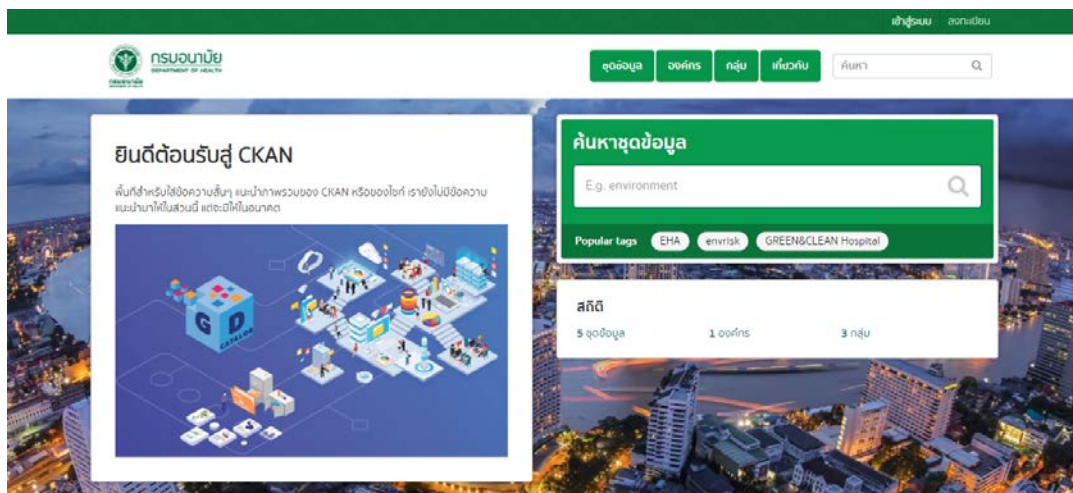 เข้าสู่ระบบ ลงทะเบียน
กรมอนามัย
DEPARTMENT OF HEALTH
กรมอนามัย
ชุดข้อมูล องค์กร กลุ่ม เกี่ยวกับ ค้นหา
ยินดีต้อนรับสู่ CKAN
พื้นที่สำหรับใส่ข้อความสั้นๆ แนะนำภาพรวมของ CKAN หรือของไซท์ เรายังไม่มีข้อความ
แนะนำมาให้ในส่วนนี้ แต่จะมีให้ในอนาคต
G D
CATALOG
ค้นหาชุดข้อมูล
E.g. environment
Popular tags EHA envrisk GREEN&CLEAN Hospital
สถิติ
5 ชุดข้อมูล 1 องค์กร 3 กลุ่ม